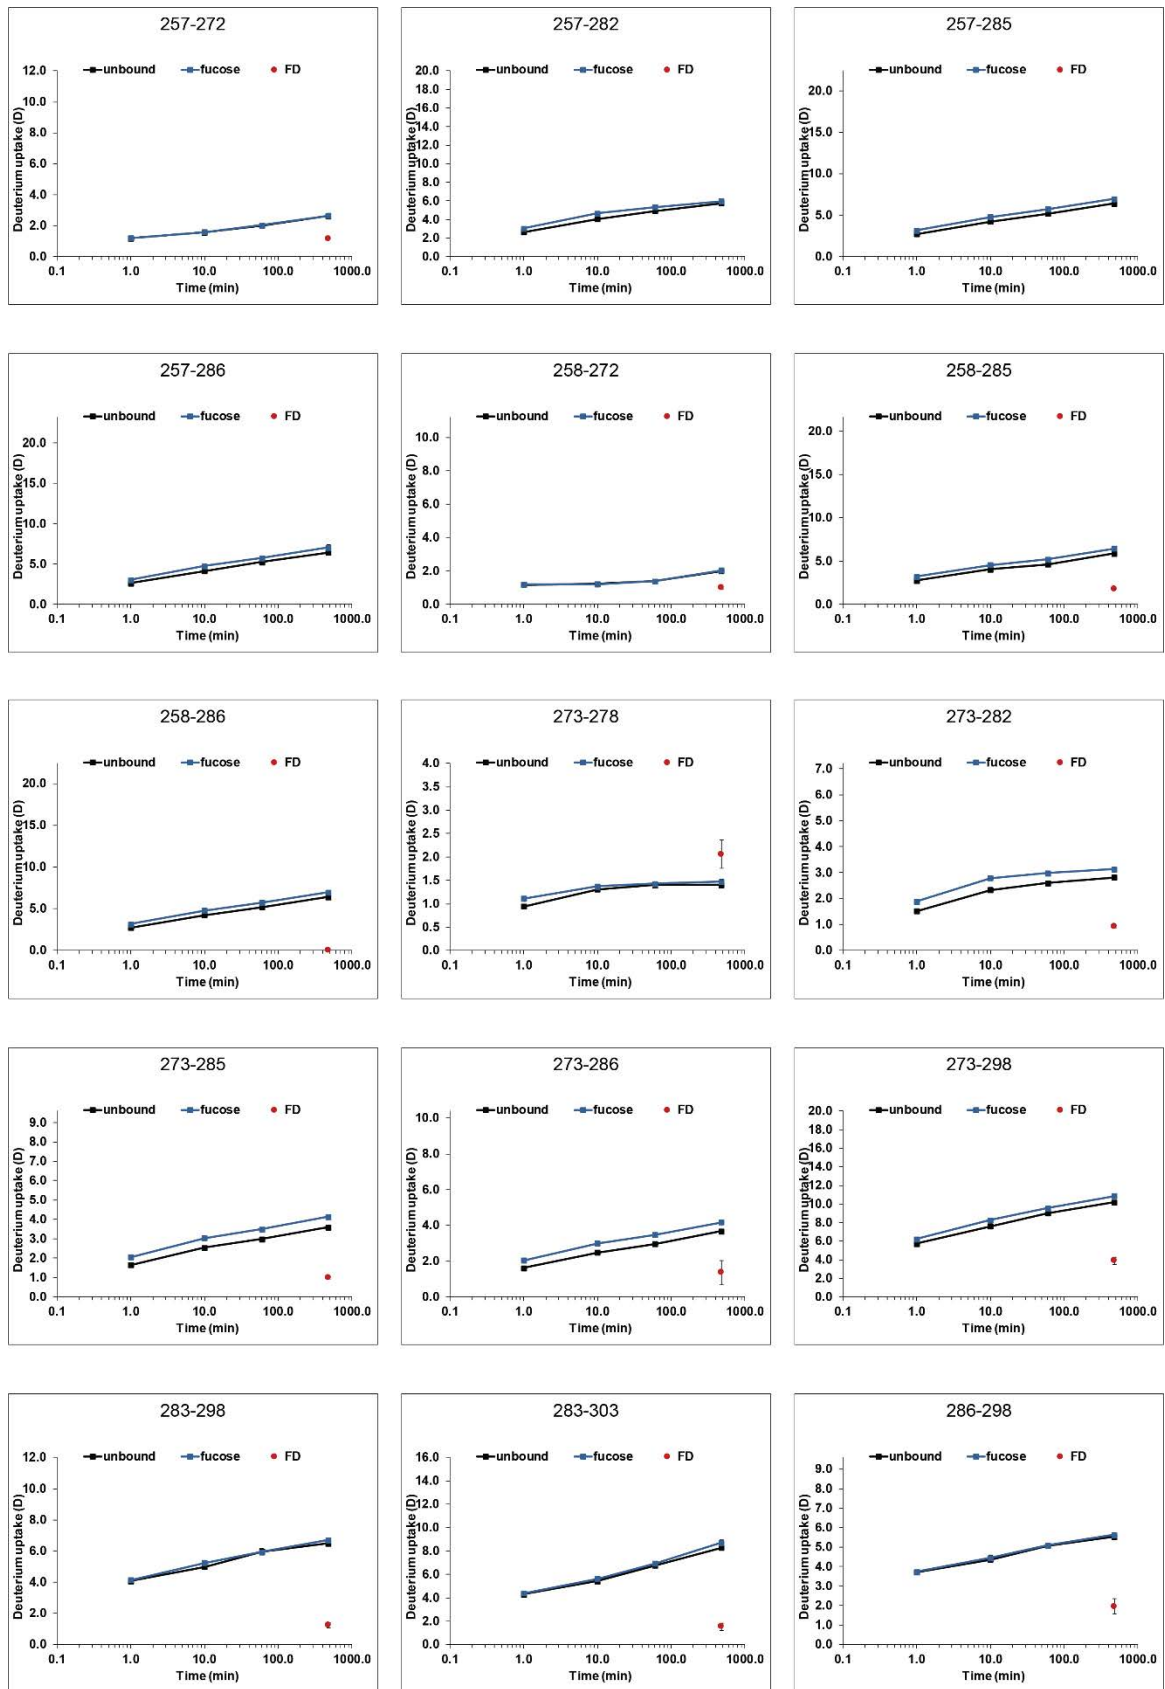 257-272
unbound fucose FD
Deuterium uptake (D)
12.0
10.0
8.0
6.0
4.0
2.0
0.0
0.1 1.0 10.0 100.0 1000.0
Time (min)
257-282
unbound fucose FD
Deuterium uptake (D)
20.0
18.0
16.0
14.0
12.0
10.0
8.0
6.0
4.0
2.0
0.0
0.1 1.0 10.0 100.0 1000.0
Time (min)
257-285
unbound fucose FD
Deuterium uptake (D)
20.0
15.0
10.0
5.0
0.0
0.1 1.0 10.0 100.0 1000.0
Time (min)
257-286
unbound fucose FD
Deuterium uptake (D)
20.0
15.0
10.0
5.0
0.0
0.1 1.0 10.0 100.0 1000.0
Time (min)
258-272
unbound fucose FD
Deuterium uptake (D)
10.0
8.0
6.0
4.0
2.0
0.0
0.1 1.0 10.0 100.0 1000.0
Time (min)
258-285
unbound fucose FD
Deuterium uptake (D)
20.0
15.0
10.0
5.0
0.0
0.1 1.0 10.0 100.0 1000.0
Time (min)
258-286
unbound fucose FD
Deuterium uptake (D)
20.0
15.0
10.0
5.0
0.0
0.1 1.0 10.0 100.0 1000.0
Time (min)
273-278
unbound fucose FD
Deuterium uptake (D)
4.0
3.5
3.0
2.5
2.0
1.5
1.0
0.5
0.0
0.1 1.0 10.0 100.0 1000.0
Time (min)
273-282
unbound fucose FD
Deuterium uptake (D)
7.0
6.0
5.0
4.0
3.0
2.0
1.0
0.0
0.1 1.0 10.0 100.0 1000.0
Time (min)
273-285
unbound fucose FD
Deuterium uptake (D)
9.0
8.0
7.0
6.0
5.0
4.0
3.0
2.0
1.0
0.0
0.1 1.0 10.0 100.0 1000.0
Time (min)
273-286
unbound fucose FD
Deuterium uptake (D)
10.0
8.0
6.0
4.0
2.0
0.0
0.1 1.0 10.0 100.0 1000.0
Time (min)
273-298
unbound fucose FD
Deuterium uptake (D)
20.0
18.0
16.0
14.0
12.0
10.0
8.0
6.0
4.0
2.0
0.0
0.1 1.0 10.0 100.0 1000.0
Time (min)
283-298
unbound fucose FD
Deuterium uptake (D)
12.0
10.0
8.0
6.0
4.0
2.0
0.0
0.1 1.0 10.0 100.0 1000.0
Time (min)
283-303
unbound fucose FD
Deuterium uptake (D)
16.0
14.0
12.0
10.0
8.0
6.0
4.0
2.0
0.0
0.1 1.0 10.0 100.0 1000.0
Time (min)
286-298
unbound fucose FD
Deuterium uptake (D)
9.0
8.0
7.0
6.0
5.0
4.0
3.0
2.0
1.0
0.0
0.1 1.0 10.0 100.0 1000.0
Time (min)